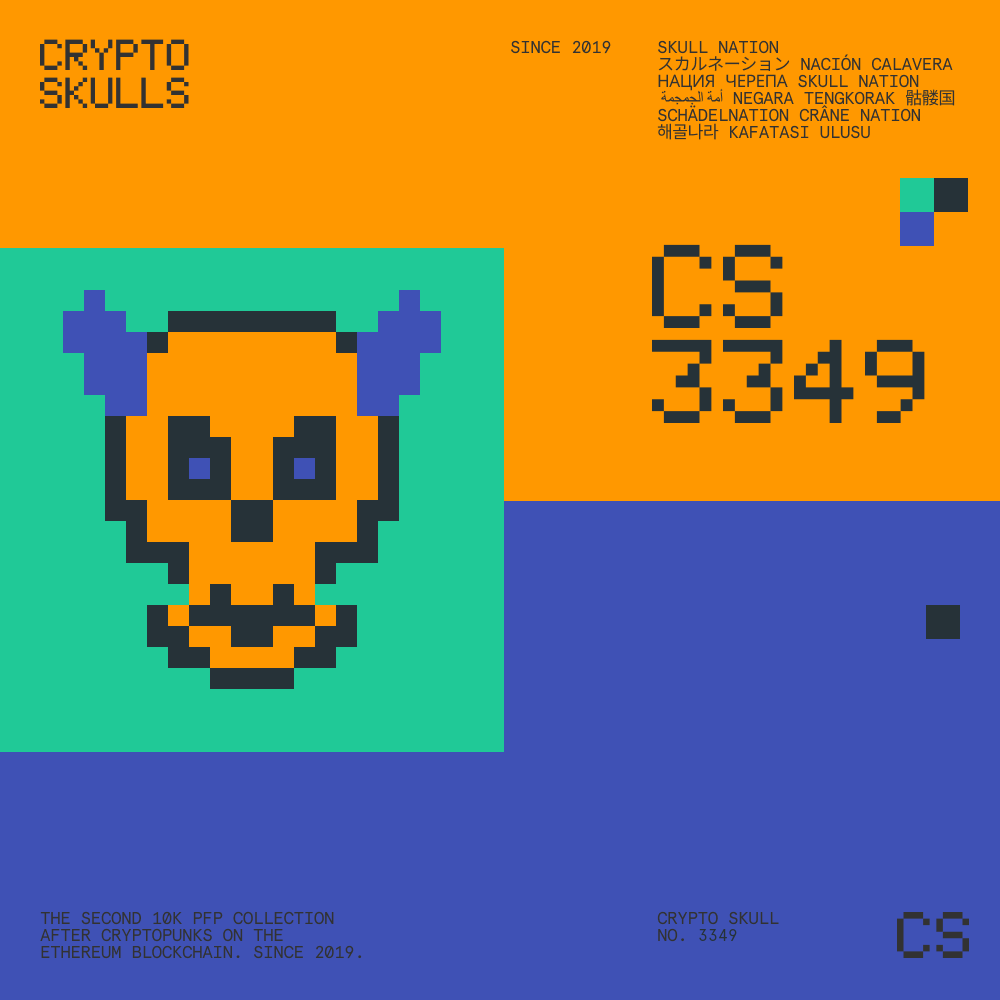 CRYPTO
SKULLS
SINCE 2019
SKULL NATION
スカルネーション NACIÓN CALAVERA
НАЦИЯ ЧЕРЕПА SKULL NATION
أمة الجمجمة NEGARA TENGKORAK 骷髅国
SCHÄDELNATION CRÂNE NATION
해골나라 KAFATASI ULUSU
CS
3349
THE SECOND 10K PFP COLLECTION
AFTER CRYPTOPUNKS ON THE
ETHEREUM BLOCKCHAIN. SINCE 2019.
CRYPTO SKULL
NO. 3349
CS